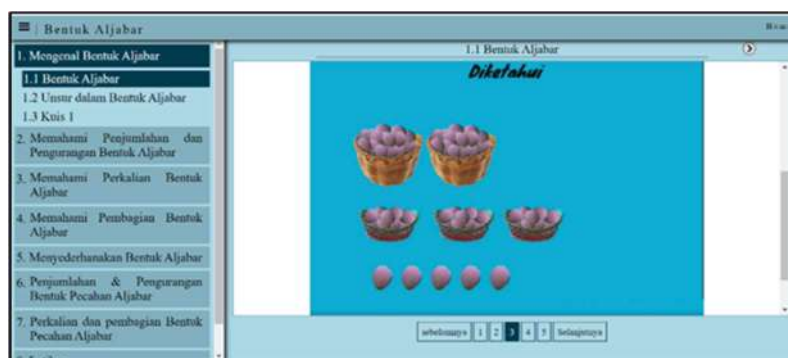 Bentuk Aljabar
1. Mengenal Bentuk Aljabar
1.1 Bentuk Aljabar
1.2 Unsur dalam Bentuk Aljabar
1.3 Kuis 1
2. Memahami Penjumlahan dan
Pengurangan Bentuk Aljabar
3. Memahami Perkalian Bentuk
Aljabar
4. Memahami Pembagian Bentuk
Aljabar
5. Menyederhanakan Bentuk Aljabar
6. Penjumlahan & Pengurangan
Bentuk Pecahan Aljabar
7. Perkalian dan pembagian Bentuk
Pecahan Aljabar
1.1 Bentuk Aljabar
Diketahui
sebelumnya 1 2 3 4 5 Selanjutnya